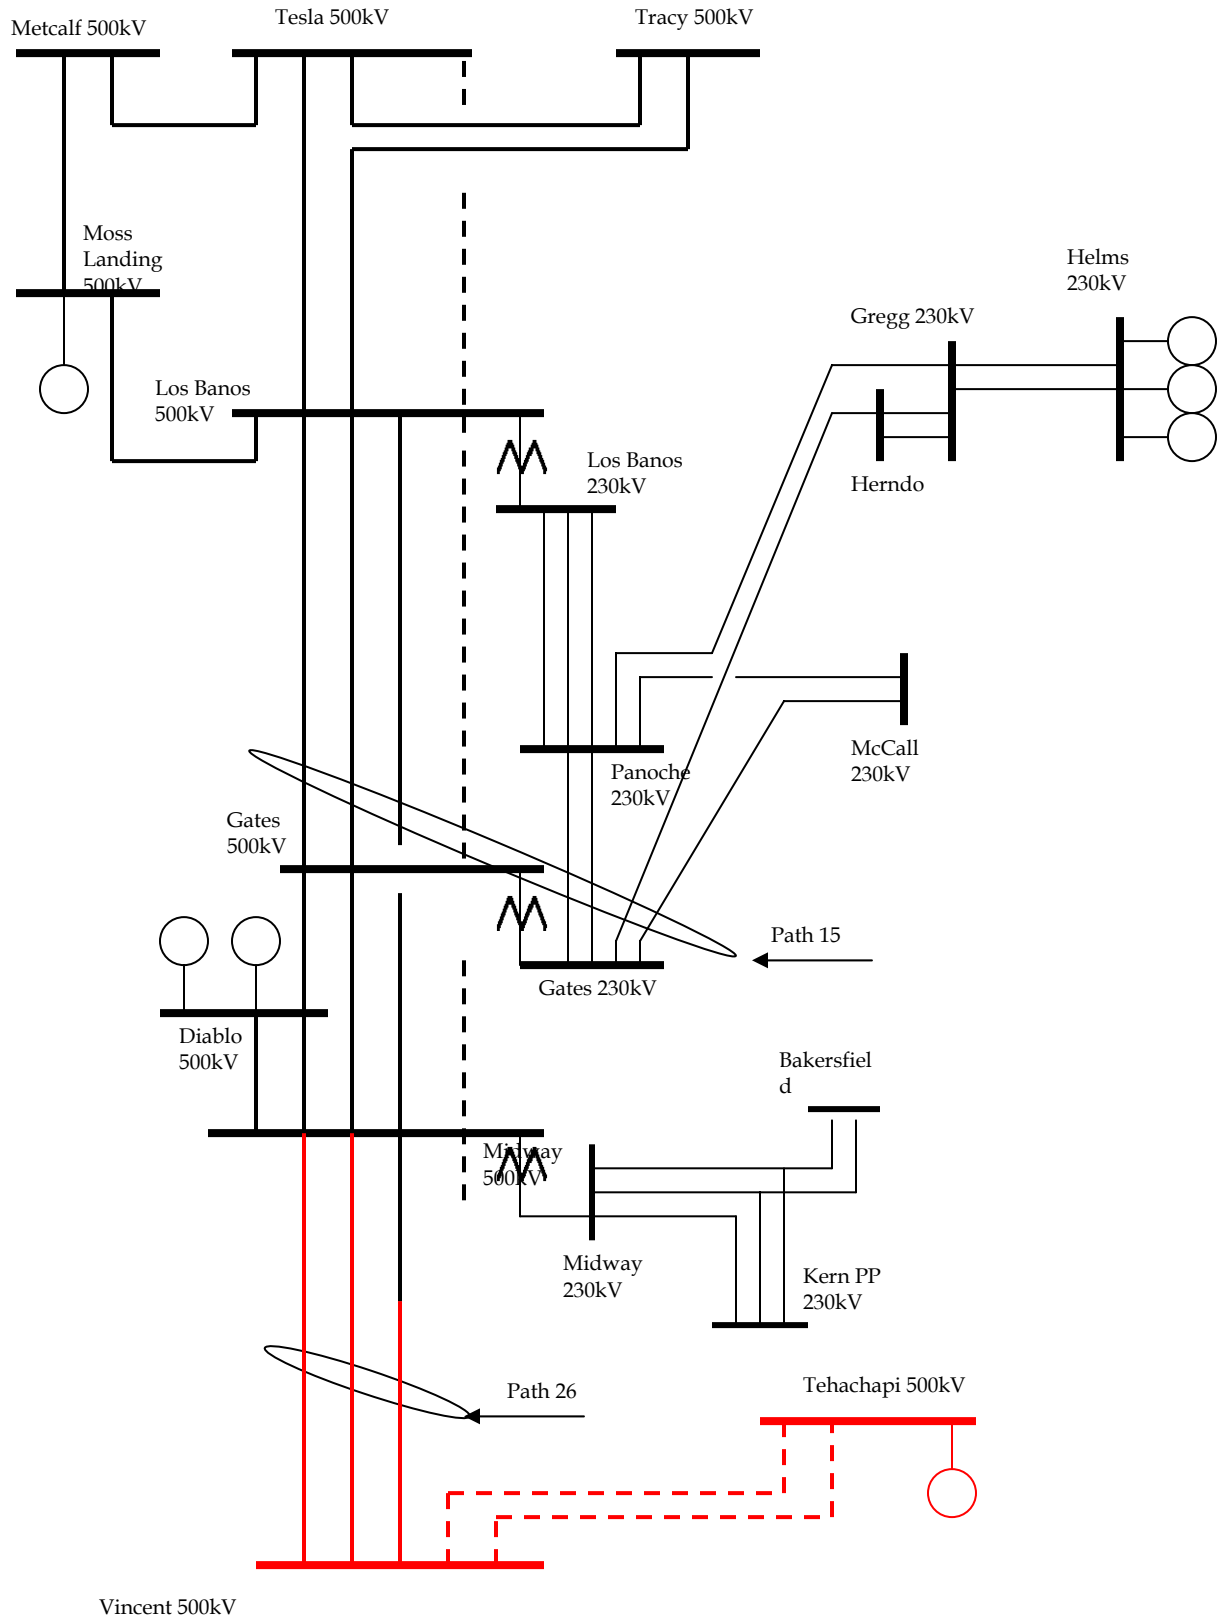 Metcalf 500kV
Tesla 500kV
Tracy 500kV
Moss
Landing
500kV
Helms
230kV
Gregg 230kV
Los Banos
500kV
Los Banos
230kV
Herndo
McCall
230kV
Panoche
230kV
Gates
500kV
Path 15
Gates 230kV
Diablo
500kV
Bakersfiel
d
Midway
500kV
Midway
230kV
Kern PP
230kV
Path 26
Tehachapi 500kV
Vincent 500kV